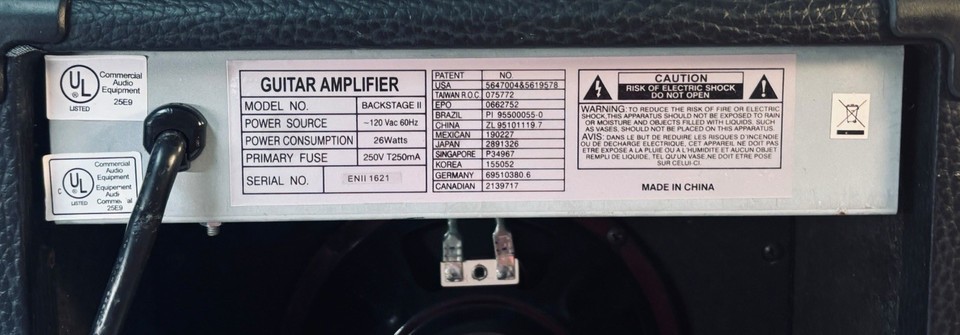 UL
Commercial
Audio
Equipment
LISTED
25E9
C
UL
Commercial
Audio
Equipment
Equipement
Audi
Comme. al
LISTED
25E9
GUITAR AMPLIFIER
MODEL NO. BACKSTAGE II
POWER SOURCE ~120 Vac 60Hz
POWER CONSUMPTION 26Watts
PRIMARY FUSE 250V T250mA
SERIAL NO. ENII 1621
PATENT NO.
USA 5647004&5619578
TAIWAN R.O.C. 075772
EPO 0662752
BRAZIL PI 95500055-0
CHINA ZL 95101119.7
MEXICAN 190227
JAPAN 2891326
SINGAPORE P34967
KOREA 155052
GERMANY 69510380.6
CANADIAN 2139717
CAUTION
RISK OF ELECTRIC SHOCK
DO NOT OPEN
WARNING: TO REDUCE THE RISK OF FIRE OR ELECTRIC
SHOCK,THIS APPARATUS SHOULD NOT BE EXPOSED TO RAIN
OR MOISTURE AND OBJECTS FILLED WITH LIQUIDS, SUCH
AS VASES, SHOULD NOT BE PLACED ON THIS APPARATUS.
AVIS: DANS LE BUT DE REDUIRE LES RISQUES D'INCENDIE
OU DE DECHARGE ELECTRIQUE, CET APPAREIL NE DOIT PAS
ETRE EXPOSE A LA PLUIE OU A L'HUMIDITE ET AUCUN OBJET
REMPLI DE LIQUIDE, TEL QU'UN VASE,NE DOIT ETRE POSE
SUR CELUI-CI.
MADE IN CHINA